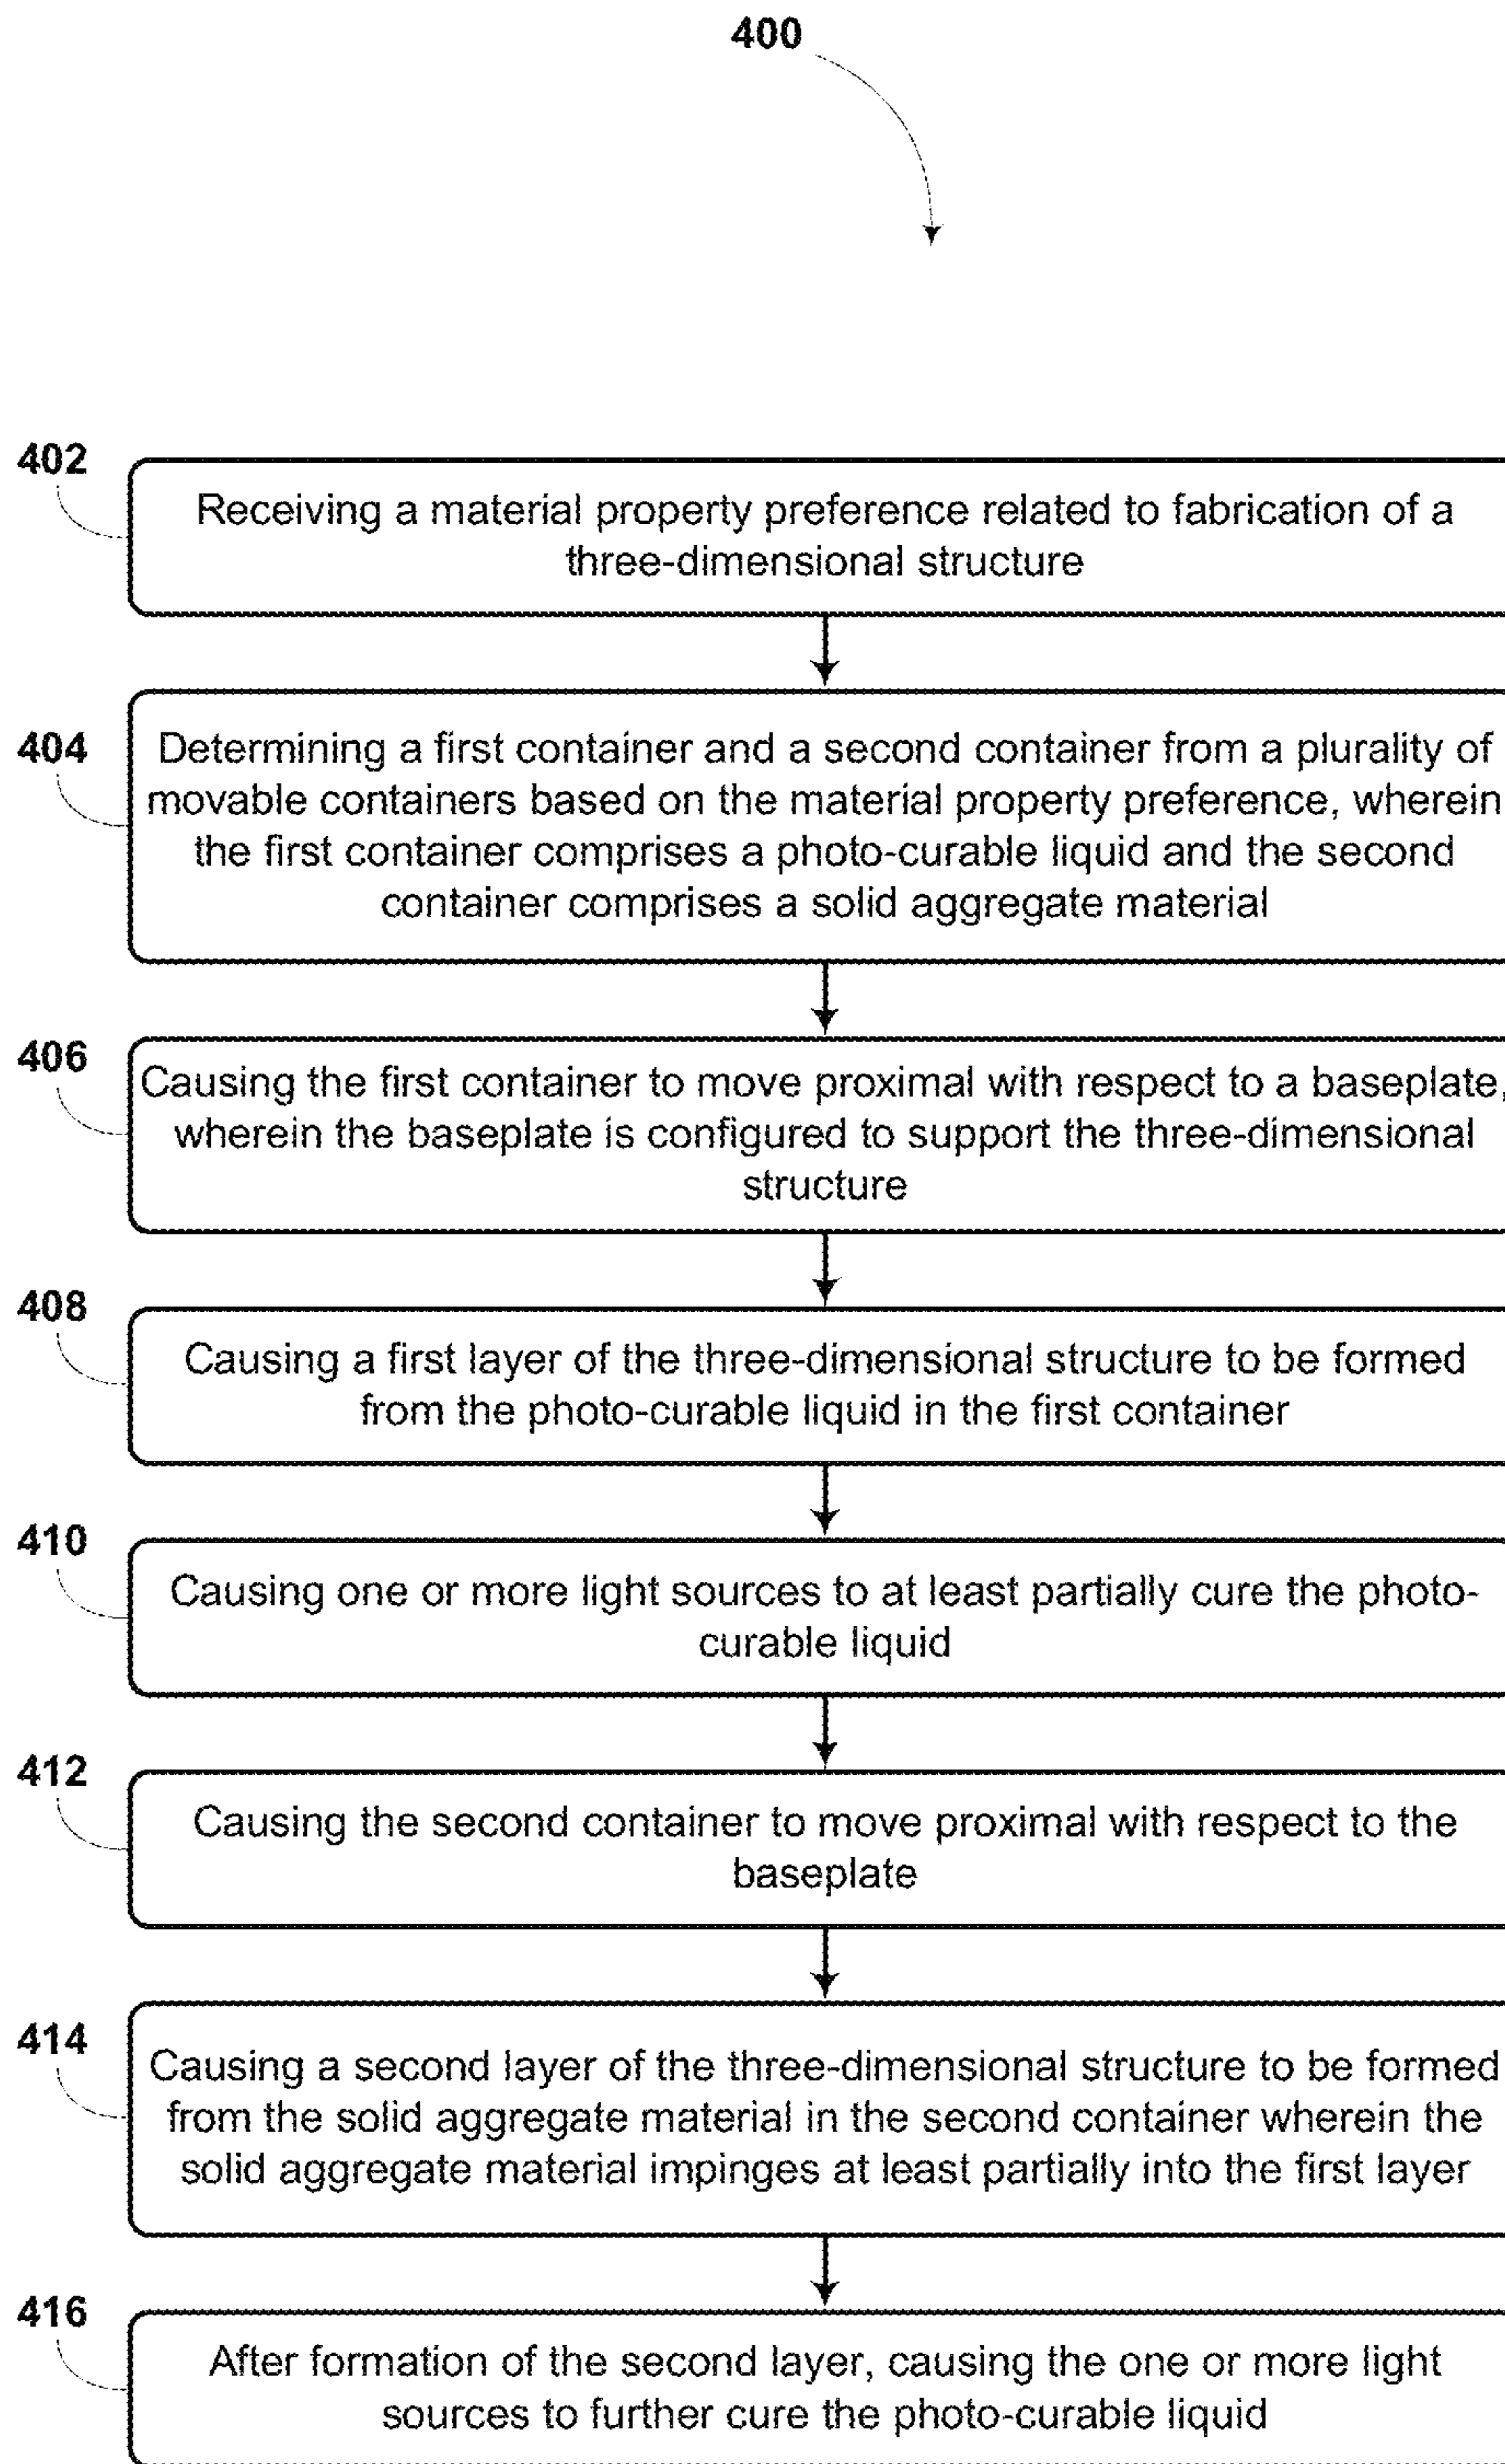 400
402
Receiving a material property preference related to fabrication of a
three-dimensional structure
404
Determining a first container and a second container from a plurality of
movable containers based on the material property preference, wherein
the first container comprises a photo-curable liquid and the second
container comprises a solid aggregate material
406
Causing the first container to move proximal with respect to a baseplate,
wherein the baseplate is configured to support the three-dimensional
structure
408
Causing a first layer of the three-dimensional structure to be formed
from the photo-curable liquid in the first container
410
Causing one or more light sources to at least partially cure the photo-
curable liquid
412
Causing the second container to move proximal with respect to the
baseplate
414
Causing a second layer of the three-dimensional structure to be formed
from the solid aggregate material in the second container wherein the
solid aggregate material impinges at least partially into the first layer
416
After formation of the second layer, causing the one or more light
sources to further cure the photo-curable liquid